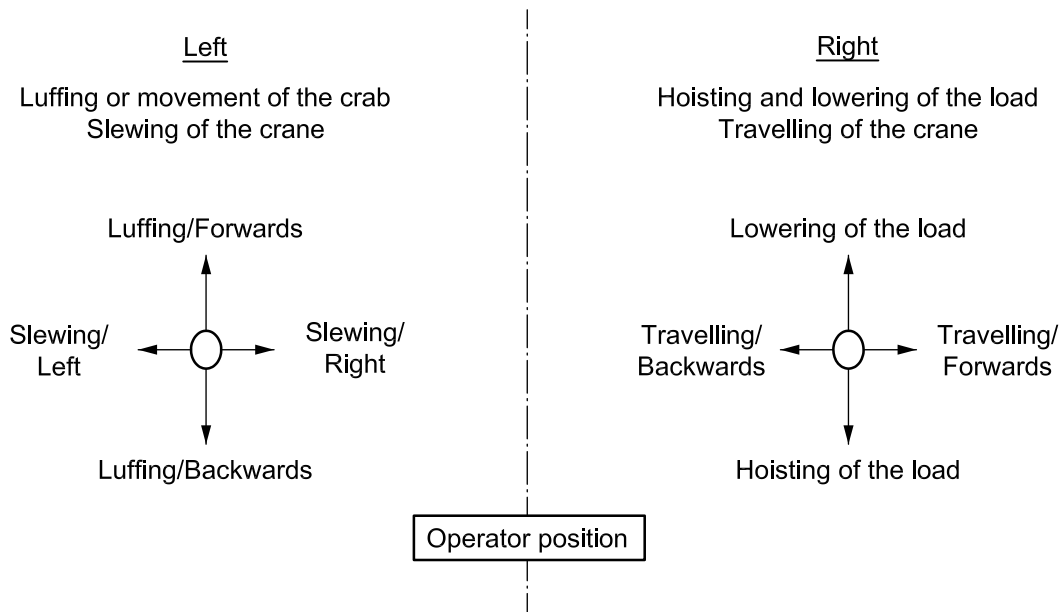 Left
Luffing or movement of the crab
Slewing of the crane
Luffing/Forwards
Slewing/
Left
Slewing/
Right
Luffing/Backwards
Right
Hoisting and lowering of the load
Travelling of the crane
Lowering of the load
Travelling/
Backwards
Travelling/
Forwards
Hoisting of the load
Operator position